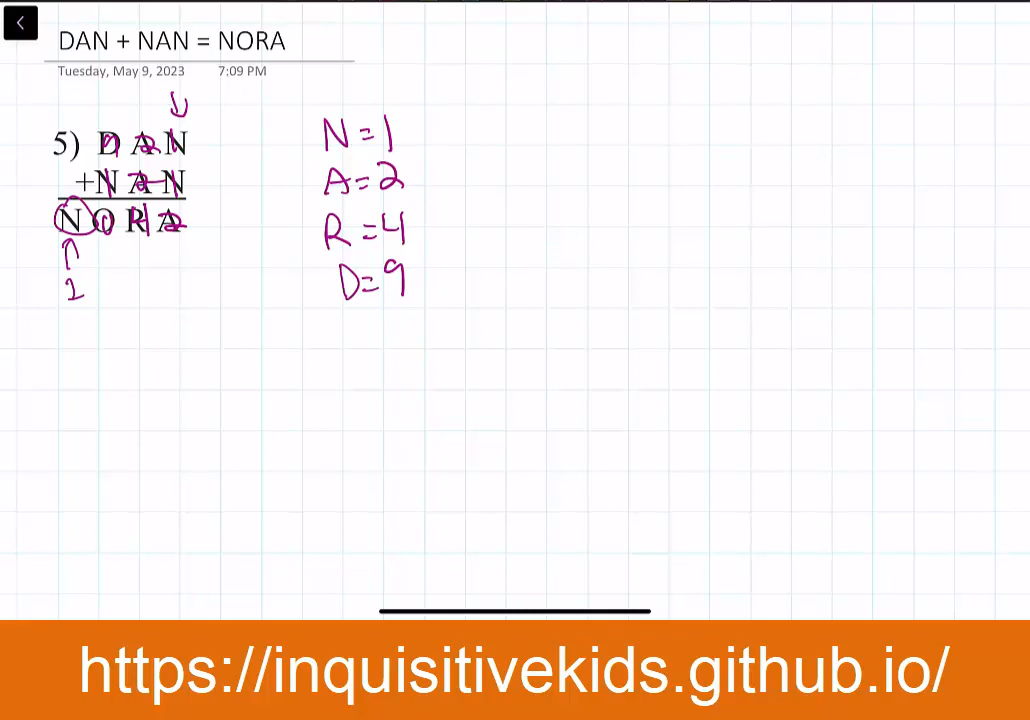 DAN + NAN = NORA
Tuesday, May 9, 2023 7:09 PM
5) D A N
+N A N
N O R A
1
N = 1
A = 2
R = 4
D = 9
https://inquisitivekids.github.io/